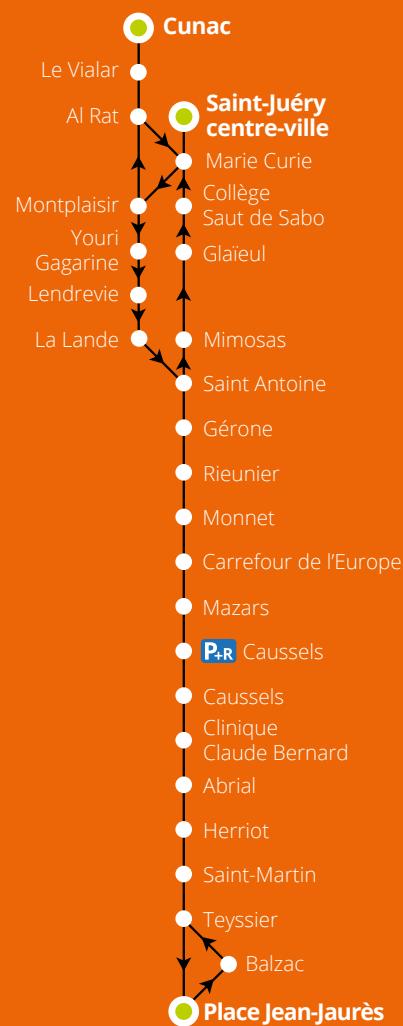 Cunac
Le Vialar
Al Rat
Saint-Juéry
centre-ville
Marie Curie
Montplaisir
Collège
Saut de Sabo
Youri
Gagarine
Glaïeul
Lendrevie
La Lande
Mimosas
Saint Antoine
Gérone
Rieunier
Monnet
Carrefour de l'Europe
Mazars
P+R Caussels
Caussels
Clinique
Claude Bernard
Abrial
Herriot
Saint-Martin
Teyssier
Balzac
Place Jean-Jaurès